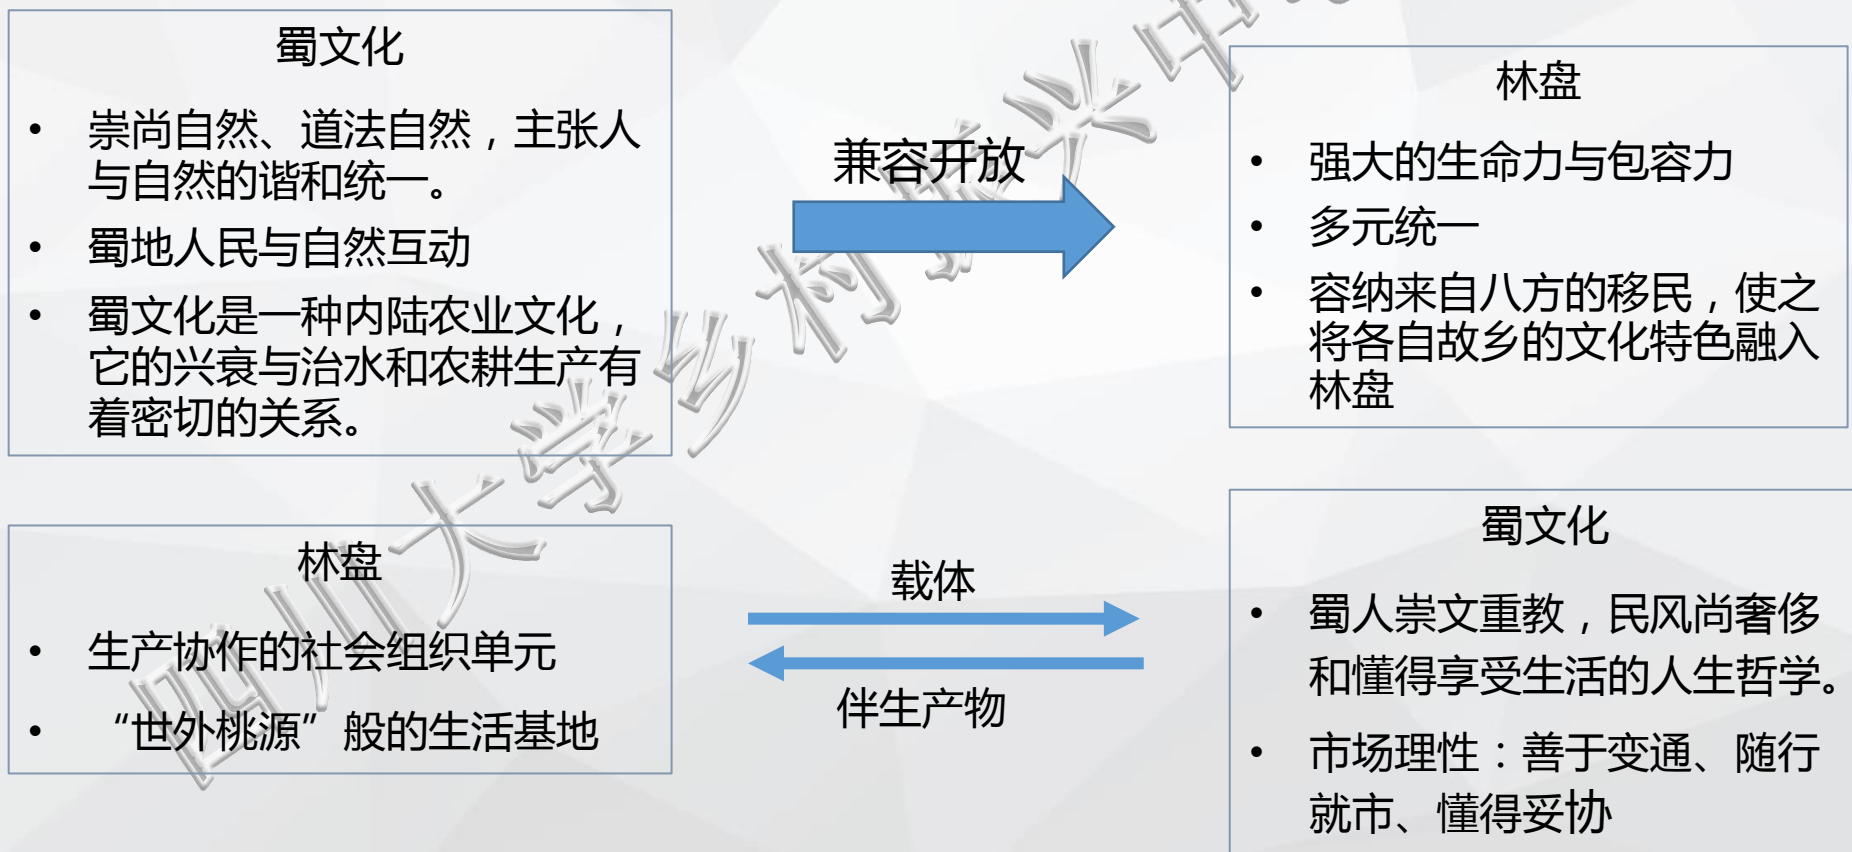 蜀文化
• 崇尚自然、道法自然，主张人
与自然的谐和统一。
• 蜀地人民与自然互动
• 蜀文化是一种内陆农业文化，
它的兴衰与治水和农耕生产有
着密切的关系。
兼容开放
林盘
• 强大的生命力与包容力
• 多元统一
• 容纳来自八方的移民，使之
将各自故乡的文化特色融入
林盘
林盘
• 生产协作的社会组织单元
• “世外桃源”般的生活基地
载体
伴生产物
蜀文化
• 蜀人崇文重教，民风尚奢侈
和懂得享受生活的人生哲学。
• 市场理性：善于变通、随行
就市、懂得妥协
四川大学乡村振兴中